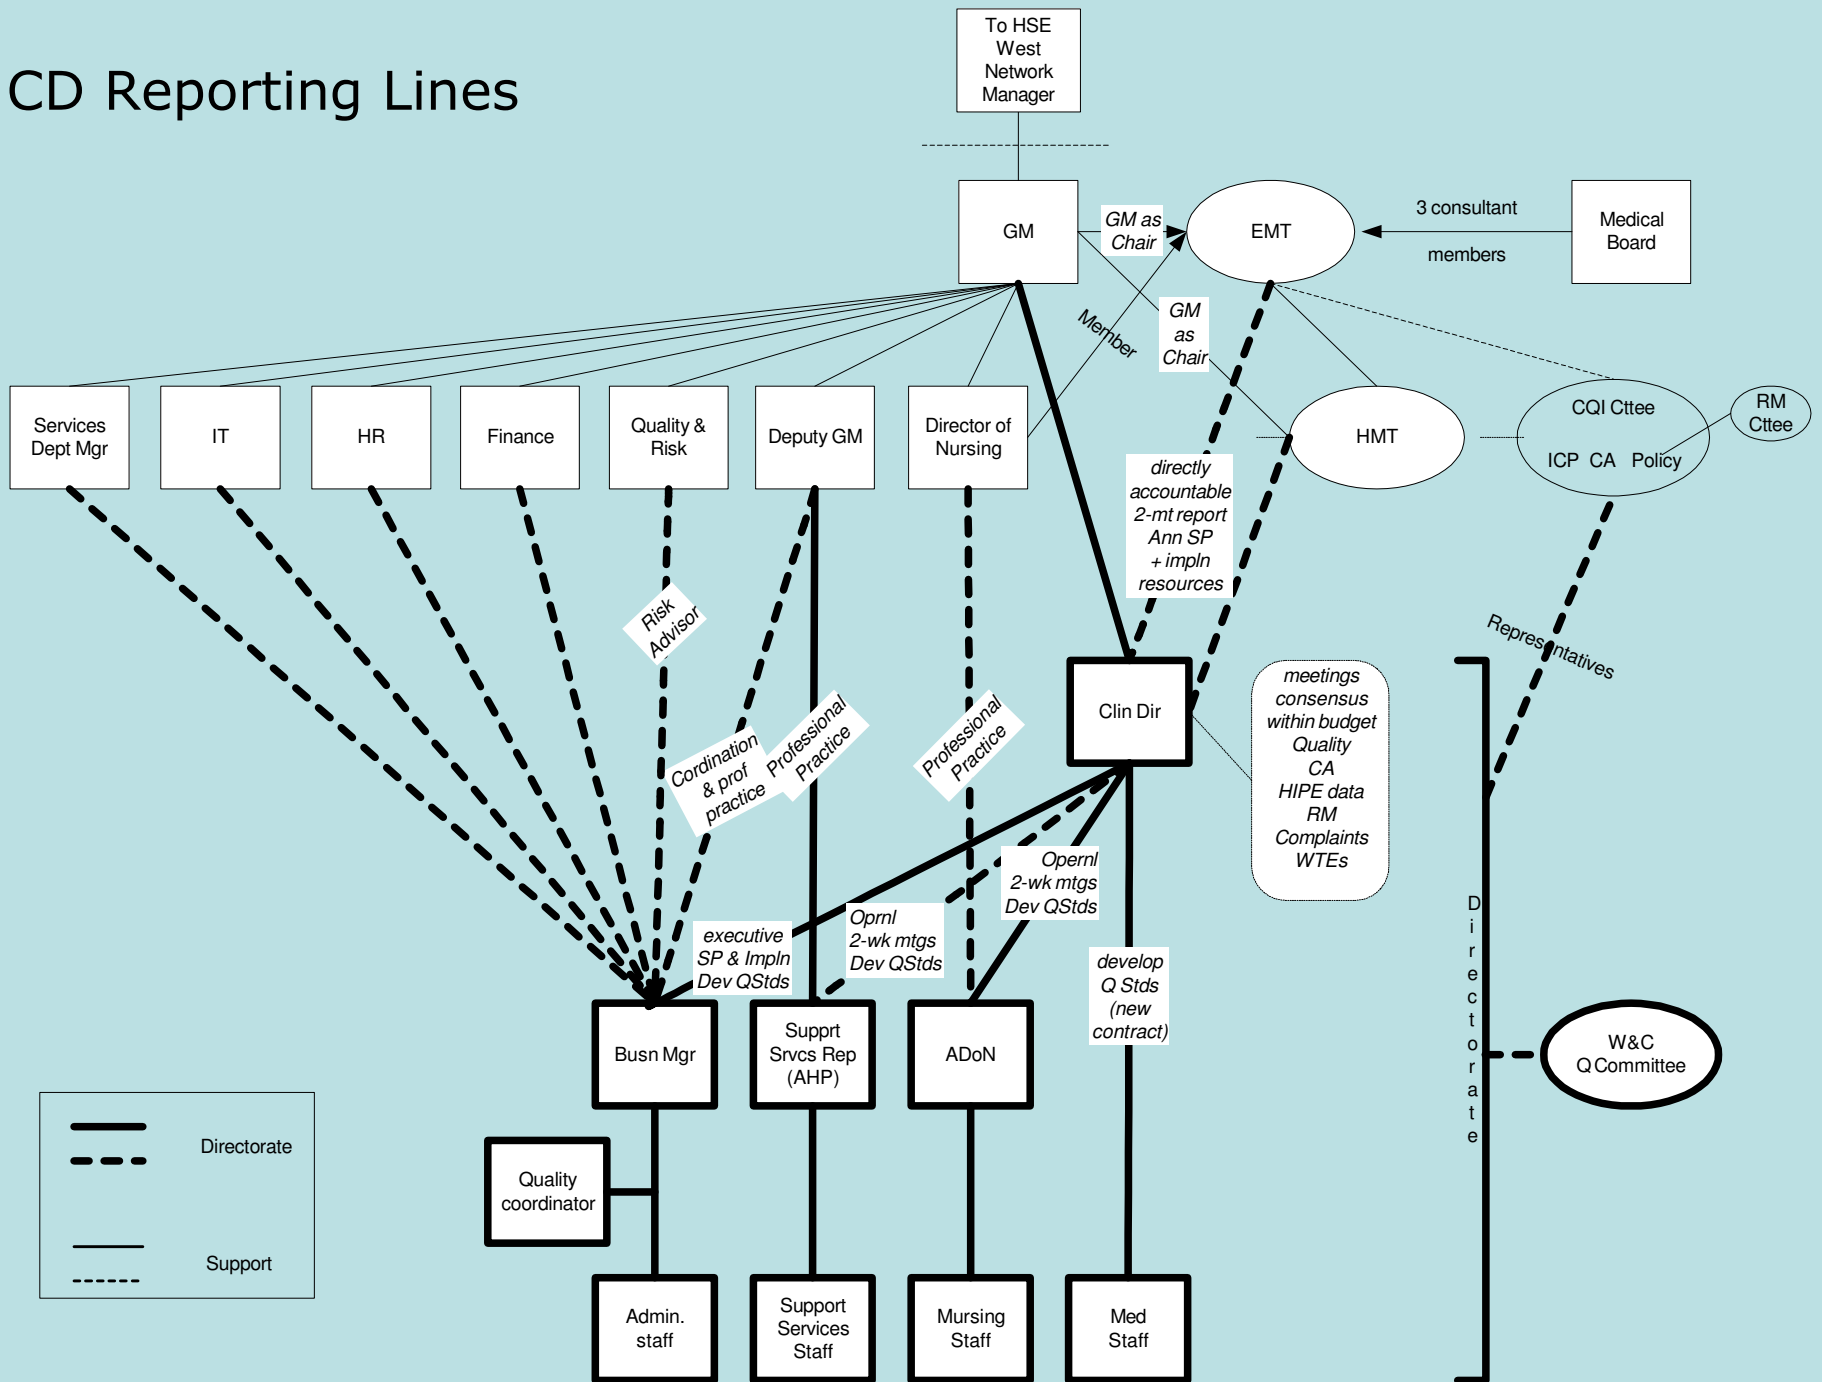 CD Reporting Lines
To HSE
West
Network
Manager
GM
GM as
Chair
EMT
3 consultant
members
Medical
Board
Member
GM
as
Chair
Services
Dept Mgr
IT
HR
Finance
Quality &
Risk
Deputy GM
Director of
Nursing
HMT
CQI Cttee
ICP CA Policy
RM
Cttee
directly
accountable
2-mt report
Ann SP
+ impln
resources
Risk
Advisor
Representatives
Cordination
& prof
practice
Professional
Practice
Professional
Practice
Clin Dir
meetings
consensus
within budget
Quality
CA
HIPE data
RM
Complaints
WTEs
Opernl
2-wk mtgs
Dev QStds
executive
SP & Impln
Dev QStds
Oprnl
2-wk mtgs
Dev QStds
develop
Q Stds
(new
contract)
Directorate
Busn Mgr
Supprt
Srvcs Rep
(AHP)
ADoN
W&C
Q Committee
Directorate
Support
Quality
coordinator
Admin.
staff
Support
Services
Staff
Mursing
Staff
Med
Staff